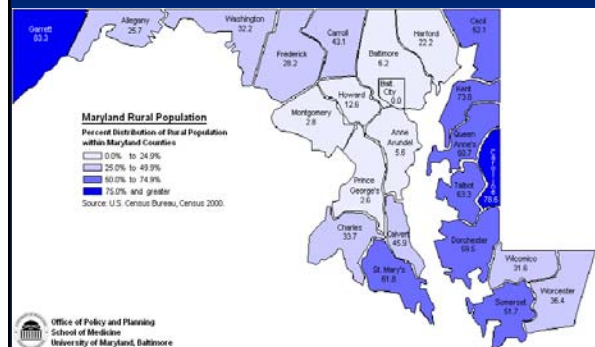 Garrett
83.3
Allegany
25.7
Washington
32.2
Frederick
28.2
Carroll
43.1
Baltimore
6.2
Harford
22.2
Cecil
62.1
Howard
12.6
Balt.
City
0.0
Montgomery
2.8
Kent
73.8
Queen
Anne's
Anne
Arundel
5.6
Caroline
78.6
Talbot
63.3
Prince
George's
2.6
Charles
33.7
Calvert
45.9
Dorchester
59.5
St. Mary's
61.8
Wicomico
31.6
Worcester
36.4
Somerset
51.7
Maryland Rural Population
Percent Distribution of Rural Population
within Maryland Counties
0.0% to 24.9%
25.0% to 49.9%
50.0% to 74.9%
75.0% and greater
Source: U.S. Census Bureau, Census 2000.
Office of Policy and Planning
School of Medicine
University of Maryland, Baltimore